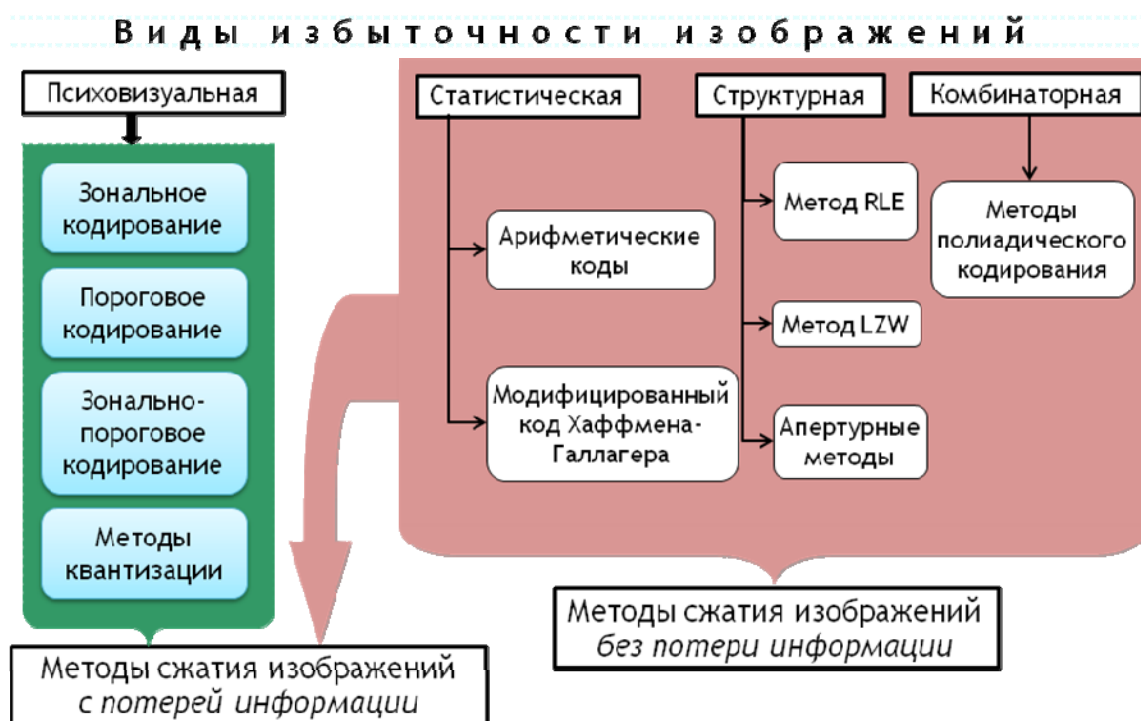 Виды избыточности изображений
Психовизуальная
Зональное
кодирование
Пороговое
кодирование
Зонально-
пороговое
кодирование
Методы
квантизации
Методы сжатия изображений
с потерей информации
Статистическая
Арифметические
коды
Модифицированный
код Хаффмена-
Галлагера
Структурная
Метод RLE
Метод LZW
Апертурные
методы
Комбинаторная
Методы
полиадического
кодирования
Методы сжатия изображений
без потери информации